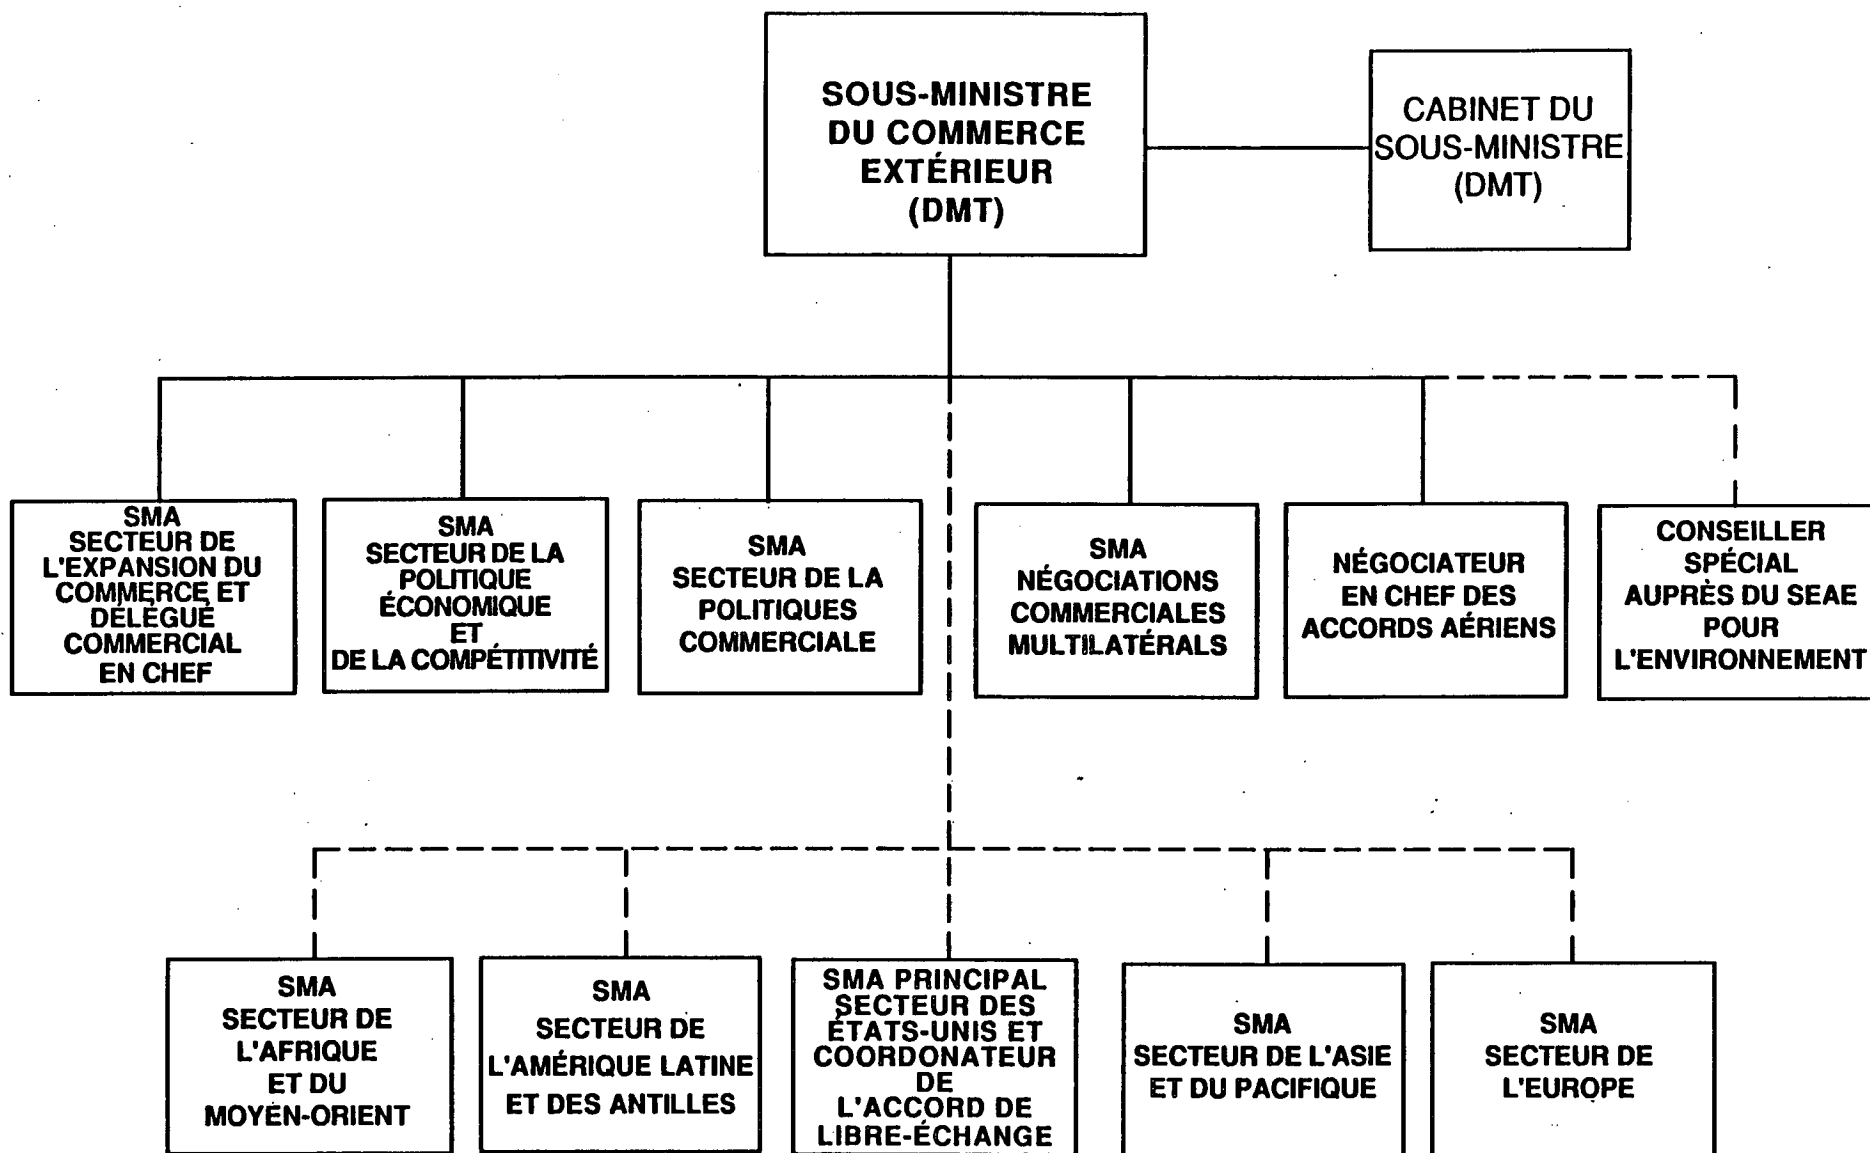 SOUS-MINISTRE
DU COMMERCE
EXTÉRIEUR
(DMT)
CABINET DU
SOUS-MINISTRE
(DMT)
SMA
SECTEUR DE
L'EXPANSION DU
COMMERCE ET
DÉLÉGUÉ
COMMERCIAL
EN CHEF
SMA
SECTEUR DE LA
POLITIQUE
ÉCONOMIQUE
ET
DE LA COMPÉTITIVITÉ
SMA
SECTEUR DE LA
POLITIQUES
COMMERCIALE
SMA
NÉGOCIATIONS
COMMERCIALES
MULTILATÉRALS
NÉGOCIATEUR
EN CHEF DES
ACCORDS AÉRIENS
CONSEILLER
SPÉCIAL
AUPRÈS DU SEAE
POUR
L'ENVIRONNEMENT
SMA
SECTEUR DE
L'AFRIQUE
ET DU
MOYEN-ORIENT
SMA
SECTEUR DE
L'AMÉRIQUE LATINE
ET DES ANTILLES
SMA PRINCIPAL
SECTEUR DES
ÉTATS-UNIS ET
COORDONATEUR
DE
L'ACCORD DE
LIBRE-ÉCHANGE
SMA
SECTEUR DE L'ASIE
ET DU PACIFIQUE
SMA
SECTEUR DE
L'EUROPE